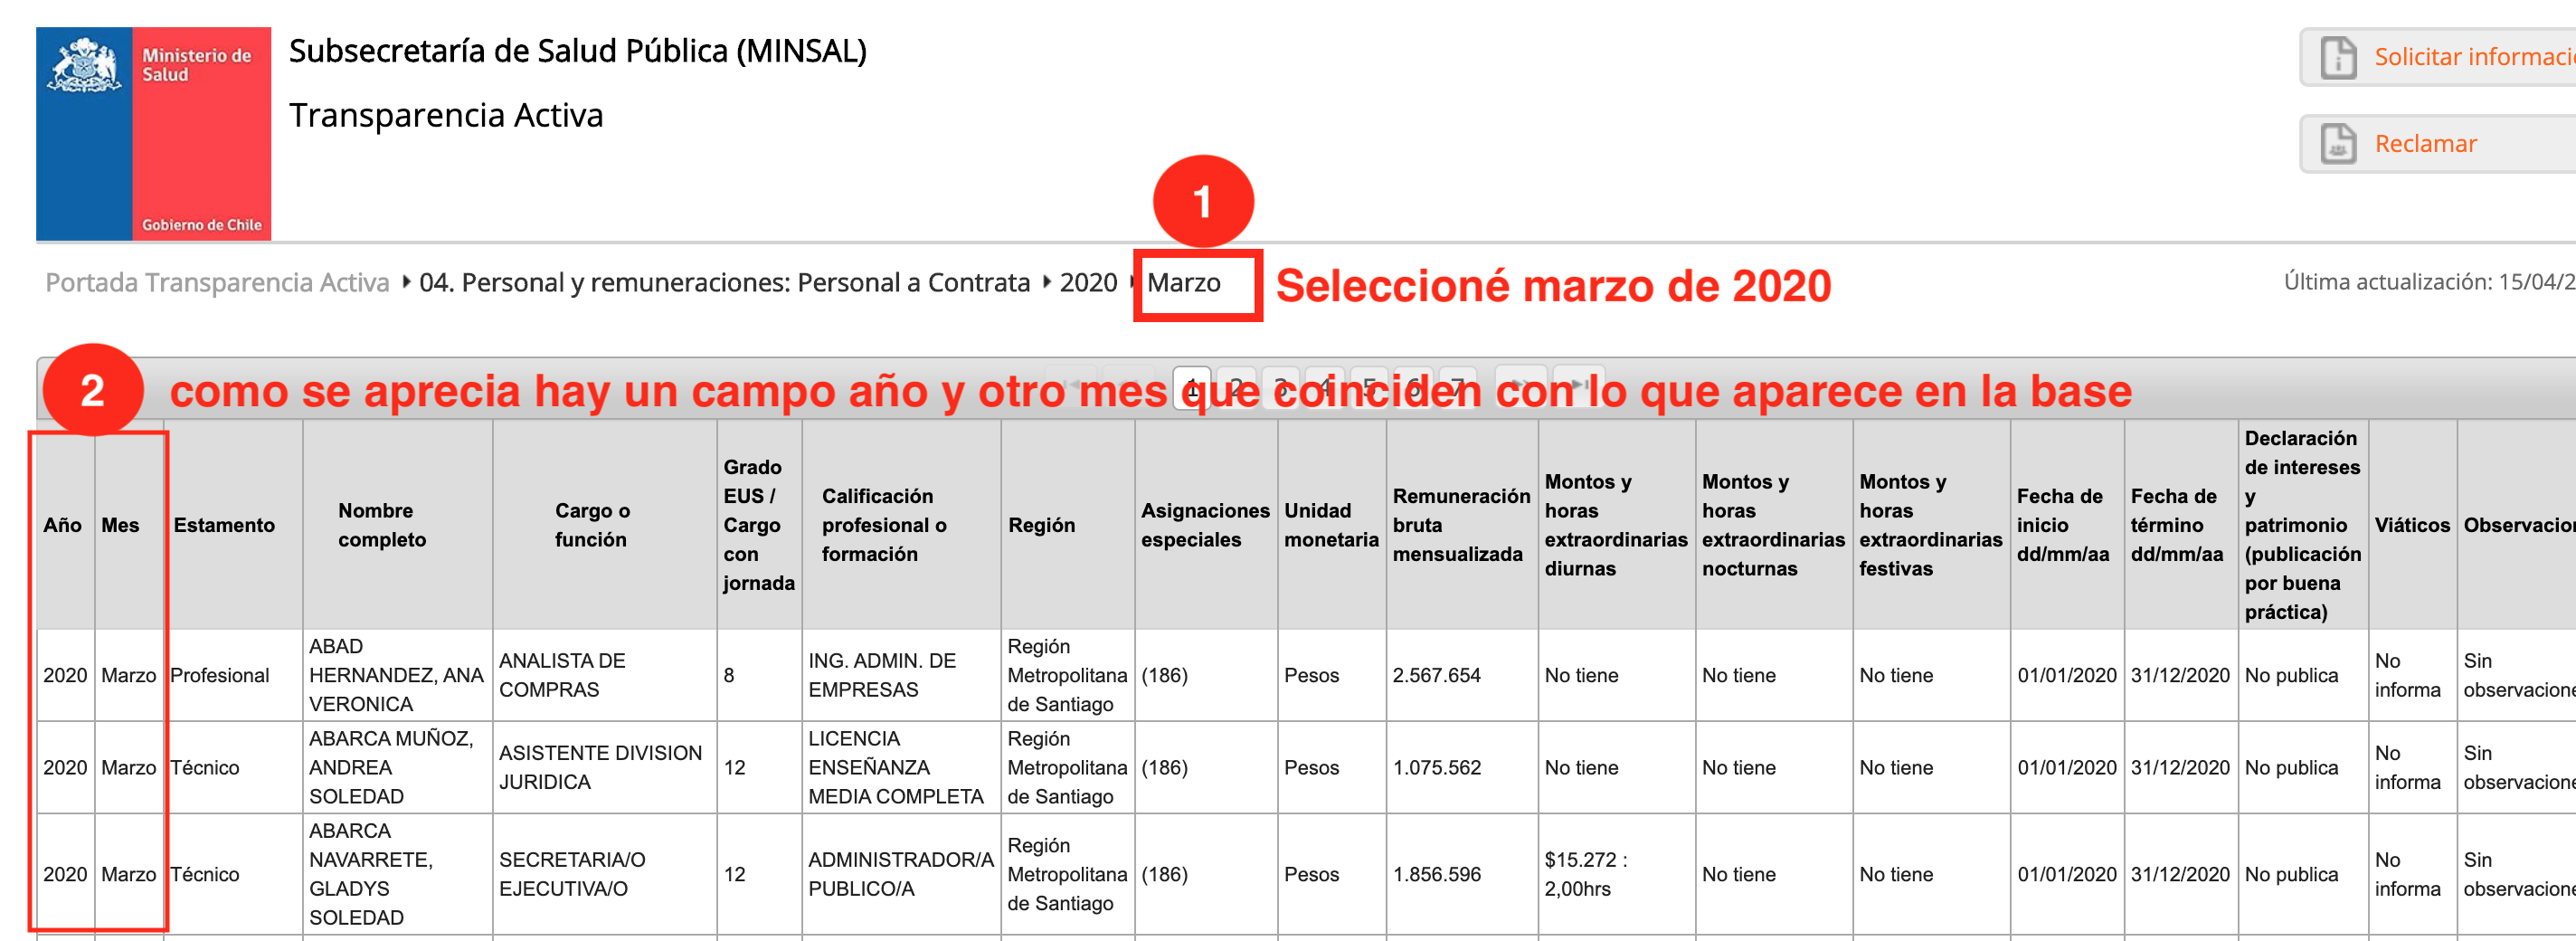 Ministerio de
Salud
Gobierno de Chile
Subsecretaría de Salud Pública (MINSAL)
Transparencia Activa
Solicitar informaci
Reclamar
1
Portada Transparencia Activa 04. Personal y remuneraciones: Personal a Contrata 2020 Marzo
Seleccioné marzo de 2020
Última actualización: 15/04/2
2 como se aprecia hay un campo año y otro mes que coinciden con lo que aparece en la base
1 2 3 4 5 6 7
Año Mes Estamento Nombre completo Cargo o función Grado EUS / Cargo con jornada Calificación profesional o formación Región Asignaciones especiales Unidad monetaria Remuneración bruta mensualizada Montos y horas extraordinarias diurnas Montos y horas extraordinarias nocturnas Montos y horas extraordinarias festivas Fecha de inicio dd/mm/aa Fecha de término dd/mm/aa Declaración de intereses y patrimonio (publicación por buena práctica) Viáticos Observacion
2020 Marzo Profesional ABAD HERNANDEZ, ANA VERONICA ANALISTA DE COMPRAS 8 ING. ADMIN. DE EMPRESAS Región Metropolitana de Santiago (186) Pesos 2.567.654 No tiene No tiene No tiene 01/01/2020 31/12/2020 No publica No informa Sin observacione
2020 Marzo Técnico ABARCA MUÑOZ, ANDREA SOLEDAD ASISTENTE DIVISION JURIDICA 12 LICENCIA ENSEÑANZA MEDIA COMPLETA Región Metropolitana de Santiago (186) Pesos 1.075.562 No tiene No tiene No tiene 01/01/2020 31/12/2020 No publica No informa Sin observacione
2020 Marzo Técnico ABARCA NAVARRETE, GLADYS SOLEDAD SECRETARIA/O EJECUTIVA/O 12 ADMINISTRADOR/A PUBLICO/A Región Metropolitana de Santiago (186) Pesos 1.856.596 $15.272 : 2,00hrs No tiene No tiene 01/01/2020 31/12/2020 No publica No informa Sin observacione